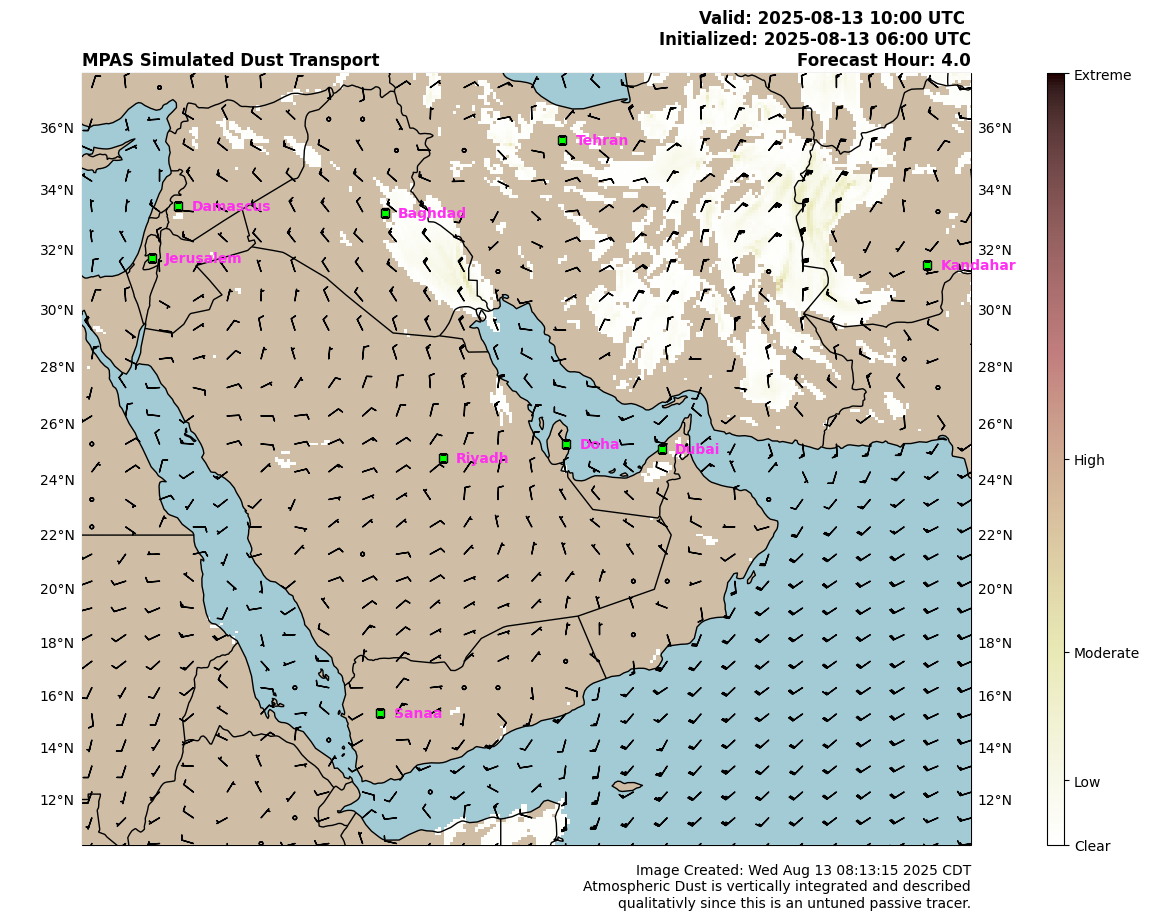 Valid: 2025-08-13 10:00 UTC
Initialized: 2025-08-13 06:00 UTC
MPAS Simulated Dust Transport Forecast Hour: 4.0
Extreme
36°N Tehran 36°N
34°N Damascus Baghdad 34°N
32°N Jerusalem 32°N Kandahar
30°N 30°N
28°N 28°N
26°N Doha Dubai 26°N
Riyadh High
24°N 24°N
22°N 22°N
20°N 20°N
18°N 18°N
Moderate
16°N Sanaa 16°N
14°N 14°N
Low
12°N 12°N
Clear
Image Created: Wed Aug 13 08:13:15 2025 CDT
Atmospheric Dust is vertically integrated and described
qualitativly since this is an untuned passive tracer.